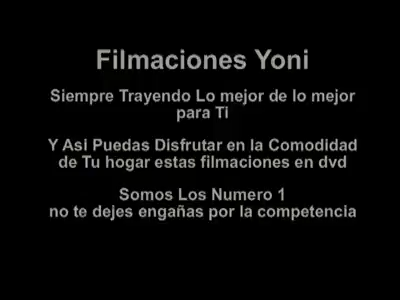 Filmaciones Yoni
Siempre Trayendo Lo mejor de lo mejor
para Ti
Y Asi Puedas Disfrutar en la Comodidad
de Tu hogar estas filmaciones en dvd
Somos Los Numero 1
no te dejes engañas por la competencia